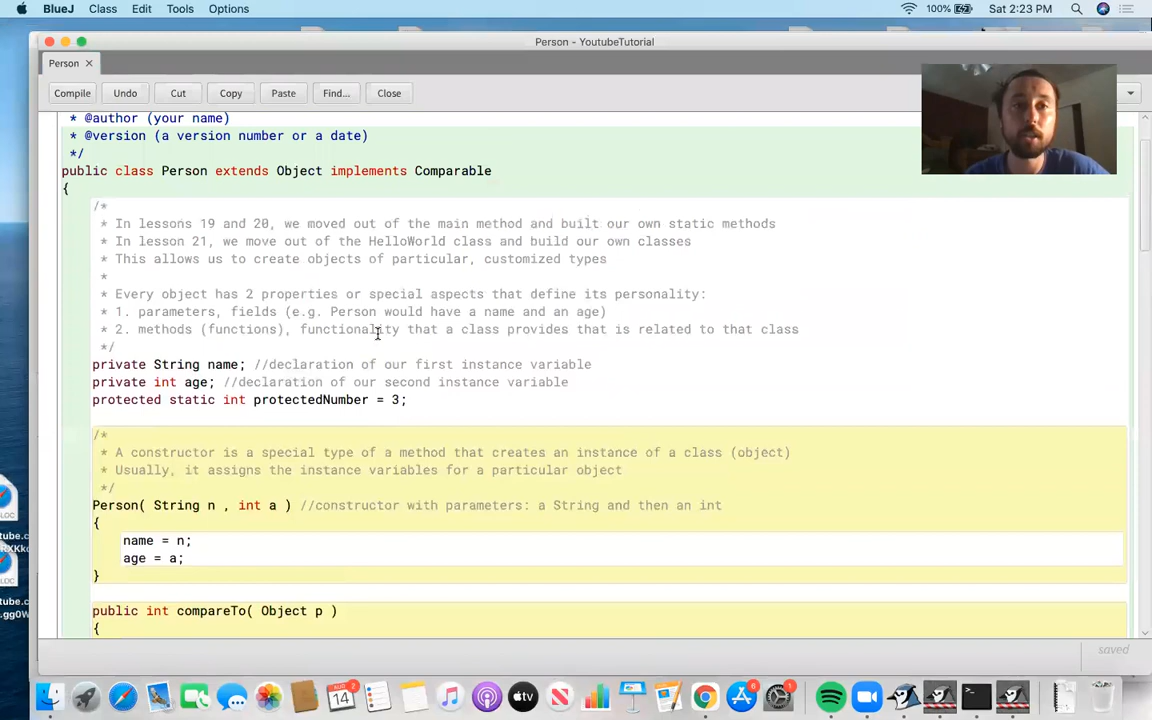 BlueJ Class Edit Tools Options 100% Sat 2:23 PM
Person - YoutubeTutorial
Person ×
Compile Undo Cut Copy Paste Find... Close
* @author (your name)
* @version (a version number or a date)
*/
public class Person extends Object implements Comparable
{
/*
* In lessons 19 and 20, we moved out of the main method and built our own static methods
* In lesson 21, we move out of the HelloWorld class and build our own classes
* This allows us to create objects of particular, customized types
*
* Every object has 2 properties or special aspects that define its personality:
* 1. parameters, fields (e.g. Person would have a name and an age)
* 2. methods (functions), functionality that a class provides that is related to that class
*/
private String name; //declaration of our first instance variable
private int age; //declaration of our second instance variable
protected static int protectedNumber = 3;
/*
* A constructor is a special type of a method that creates an instance of a class (object)
* Usually, it assigns the instance variables for a particular object
*/
Person( String n , int a ) //constructor with parameters: a String and then an int
{
name = n;
age = a;
}
public int compareTo( Object p )
{
saved
tube.c
tube.c
AUG 2
14
tv
6
1